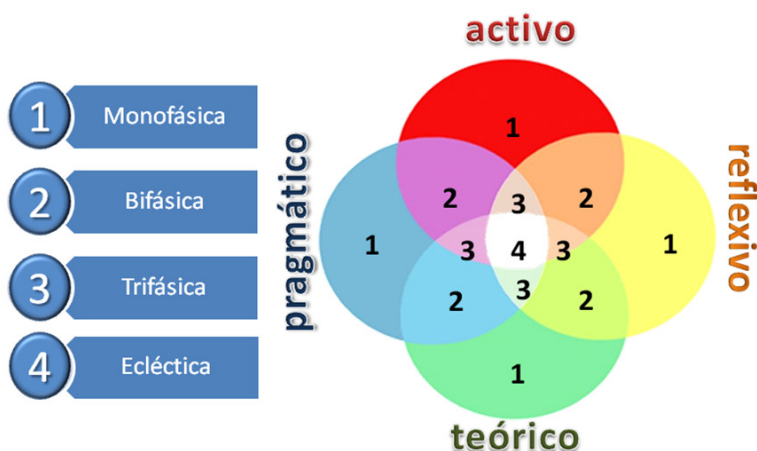 activo
1 Monofásica
2 Bifásica
3 Trifásica
4 Ecléctica
pragmático
reflexivo
1
2 3 2
1 3 4 3 1
2 3 2
1
teórico